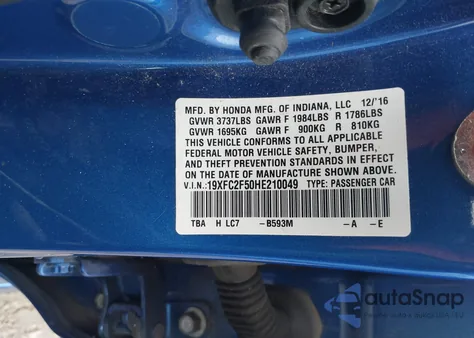 MFD. BY HONDA MFG. OF INDIANA, LLC 12/'16
GVWR 3737LBS GAWR F 1984LBS R 1786LBS
GVWR 1695KG GAWR F 900KG R 810KG
THIS VEHICLE CONFORMS TO ALL APPLICABLE
FEDERAL MOTOR VEHICLE SAFETY, BUMPER,
AND THEFT PREVENTION STANDARDS IN EFFECT
ON THE DATE OF MANUFACTURE SHOWN ABOVE.
V.I.N.: 19XFC2F50HE210049 TYPE: PASSENGER CAR
TBA H LC7 -B593M -A -E
autoSnap